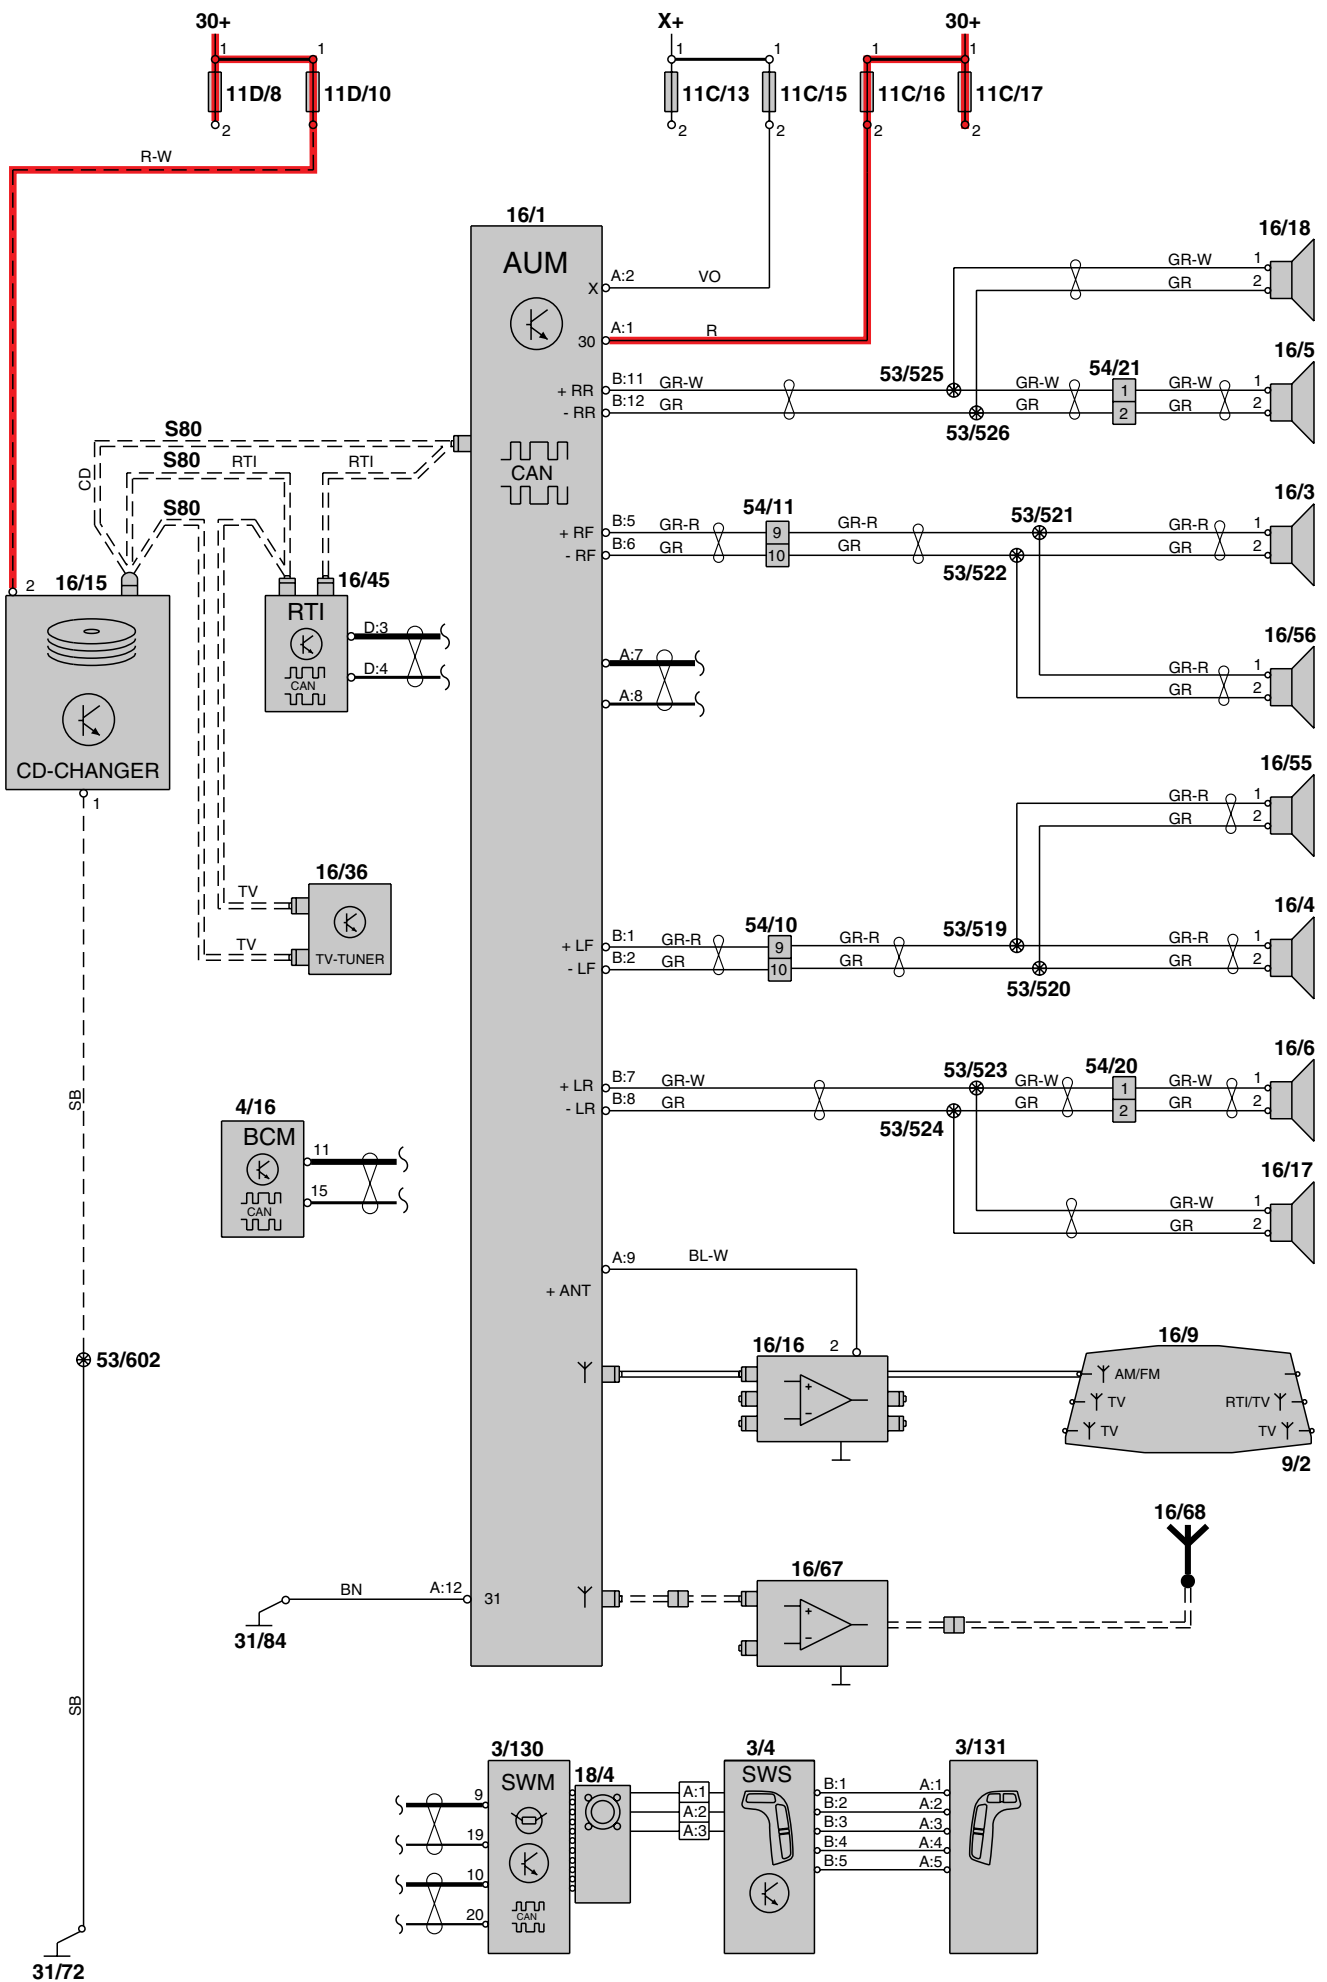 30+
X+
30+
1
1
1
1
1
1
11D/8
11D/10
11C/13
11C/15
11C/16
11C/17
2
2
2
2
R-W
16/1
AUM
A:2
VO
X
A:1
R
30
16/18
GR-W
1
GR
2
16/5
B:11
GR-W
53/525
GR-W
54/21
1
GR-W
1
+ RR
B:12
GR
GR
2
GR
2
- RR
53/526
S80
CD
S80
RTI
RTI
S80
CAN
16/3
B:5
GR-R
54/11
9
GR-R
53/521
GR-R
1
+ RF
B:6
GR
10
GR
53/522
GR
2
- RF
2
16/15
16/45
RTI
CAN
D:3
D:4
CD-CHANGER
1
A:7
A:8
16/56
GR-R
1
GR
2
16/55
GR-R
1
GR
2
16/36
TV
TV
TV-TUNER
16/4
+ LF
B:1
GR-R
54/10
9
GR-R
53/519
GR-R
1
- LF
B:2
GR
10
GR
53/520
GR
2
16/6
+ LR
B:7
GR-W
53/523
GR-W
54/20
1
GR-W
1
- LR
B:8
GR
53/524
GR
2
GR
2
SB
4/16
BCM
CAN
11
15
16/17
GR-W
1
GR
2
A:9
BL-W
+ ANT
53/602
16/16
2
16/9
AM/FM
TV
RTI/TV
TV
TV
9/2
16/68
16/67
BN
A:12
31
31/84
SB
3/130
SWM
CAN
9
19
10
20
18/4
A:1
A:2
A:3
3/4
SWS
B:1
B:2
B:3
B:4
B:5
3/131
A:1
A:2
A:3
A:4
A:5
31/72